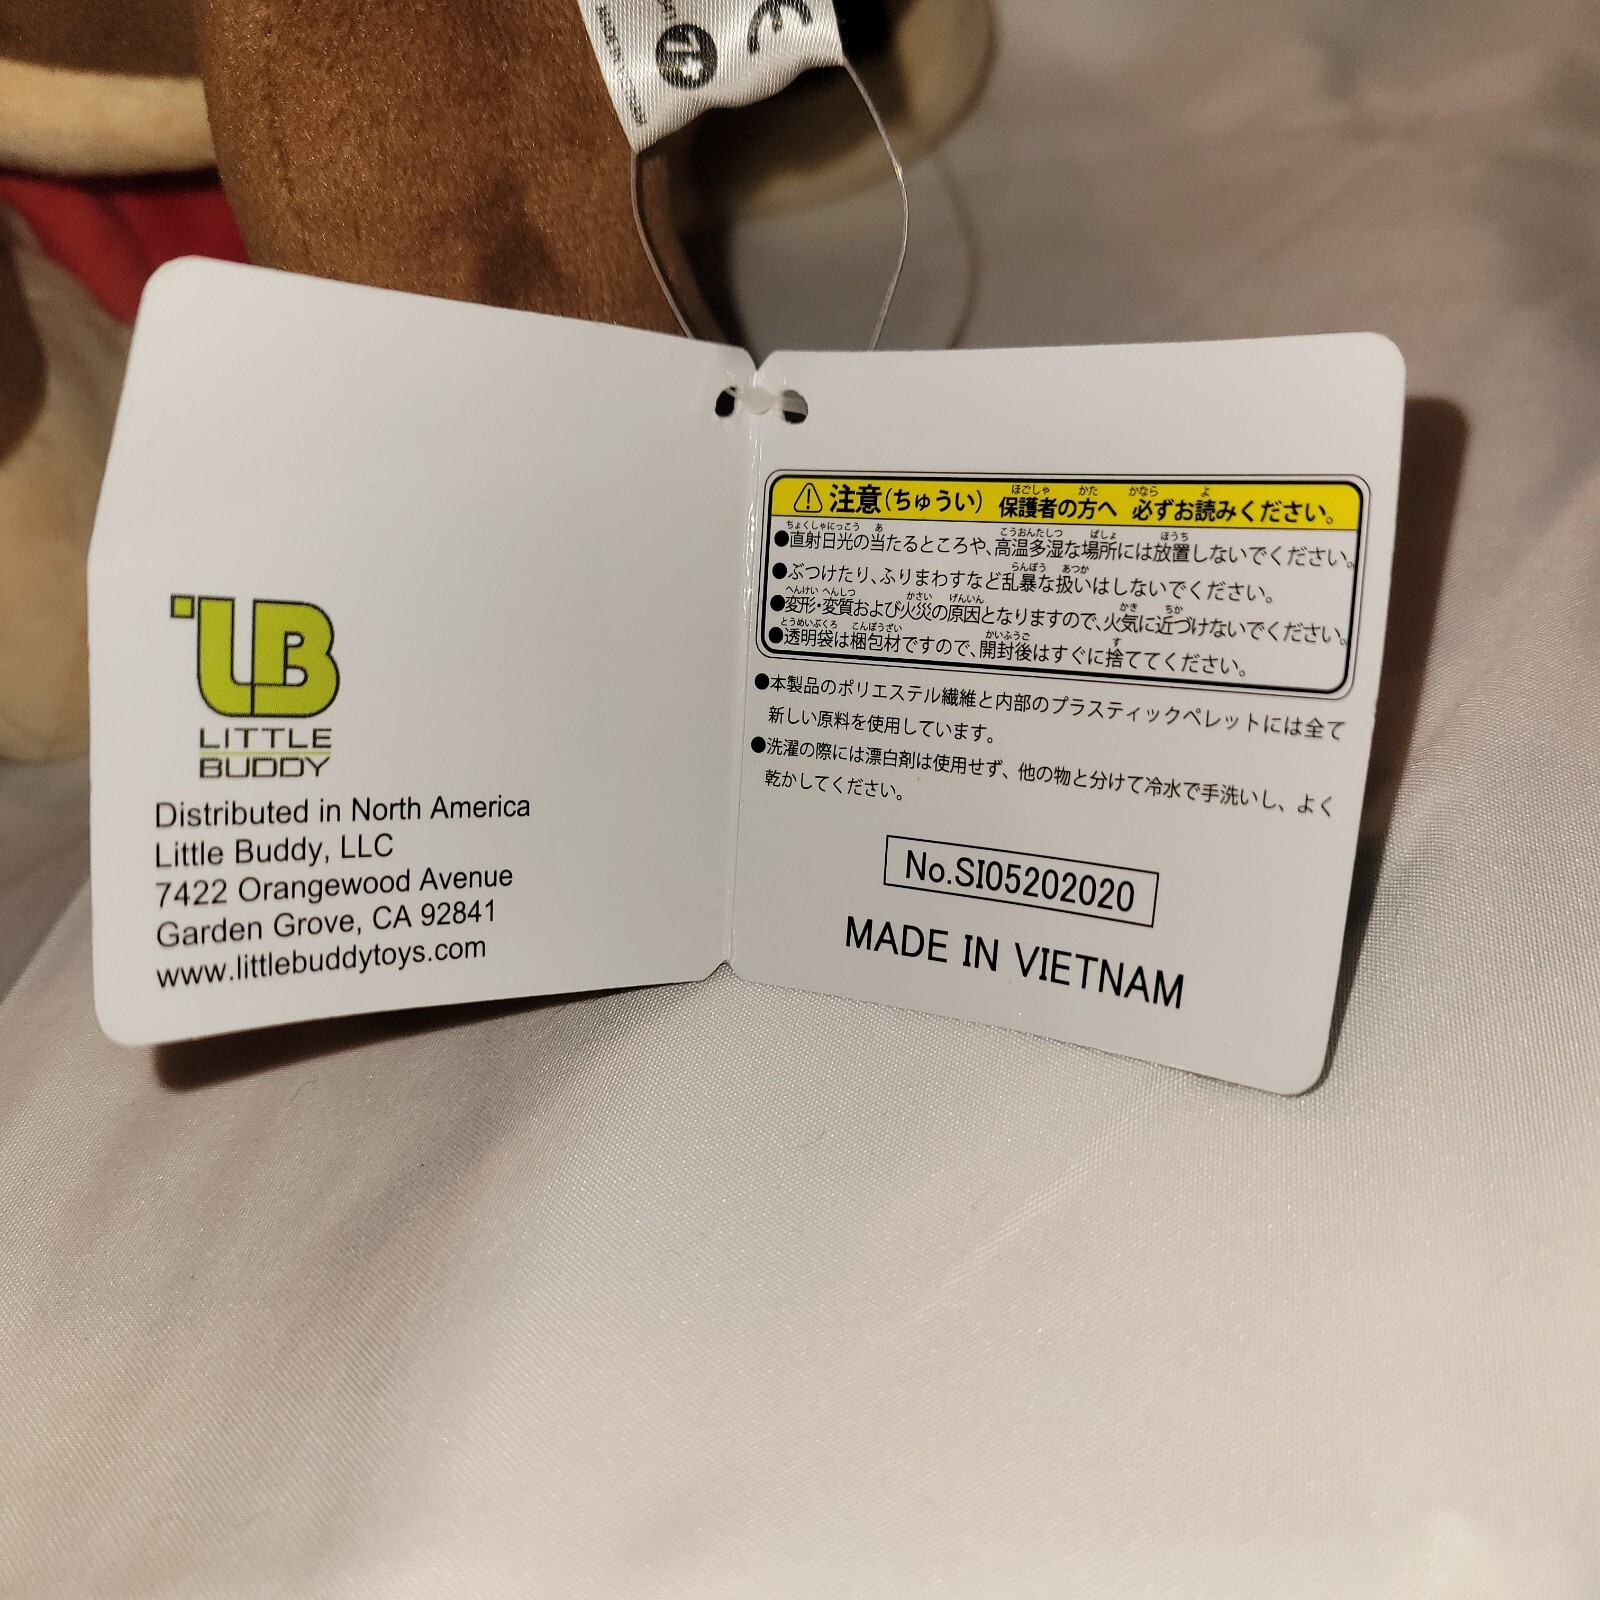 LITTLE
BUDDY
Distributed in North America
Little Buddy, LLC
7422 Orangewood Avenue
Garden Grove, CA 92841
www.littlebuddytoys.com
注意(ちゅうい) 保護者の方へ 必ずお読みください。
●直射日光の当たるところや、高温多湿な場所には放置しないでください。
●ぶつけたり、ふりまわすなど乱暴な扱いはしないでください。
●変形・変質および火災の原因となりますので、火気に近づけないでください。
●透明袋は梱包材ですので、開封後はすぐに捨ててください。
●本製品のポリエステル繊維と内部のプラスティックペレットには全て
新しい原料を使用しています。
●洗濯の際には漂白剤は使用せず、他の物と分けて冷水で手洗いし、よく
乾かしてください。
No.SI05202020
MADE IN VIETNAM